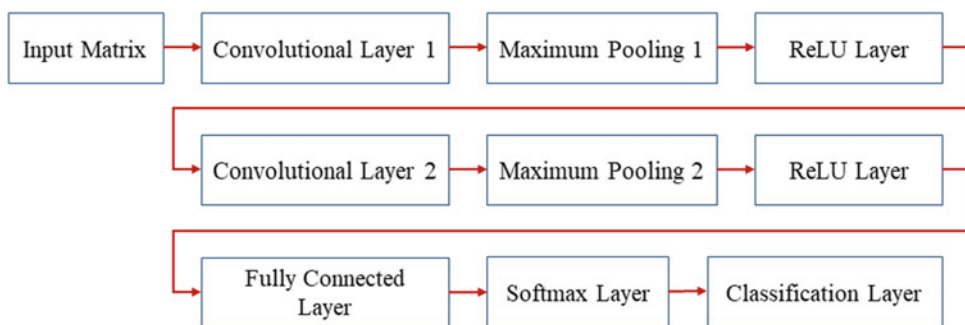 Input Matrix
Convolutional Layer 1
Maximum Pooling 1
ReLU Layer
Convolutional Layer 2
Maximum Pooling 2
ReLU Layer
Fully Connected
Layer
Softmax Layer
Classification Layer